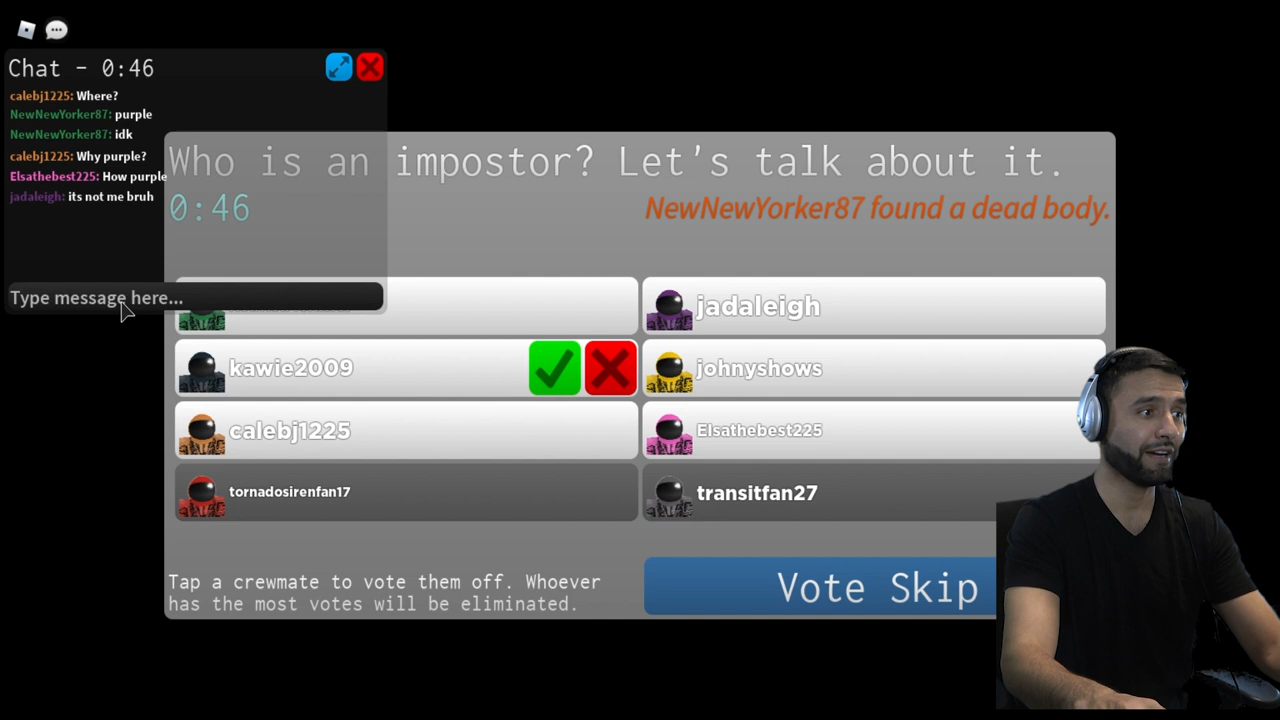 Chat - 0:46
calebj1225: Where?
NewNewYorker87: purple
NewNewYorker87: idk
calebj1225: Why purple?
Elsathebest225: How purple
jadaleigh: its not me bruh
Type message here...
Who is an impostor? Let's talk about it.
0:46
NewNewYorker87 found a dead body.
jadaleigh
kawie2009
johnyshows
calebj1225
Elsathebest225
tornadosirenfan17
transitfan27
Tap a crewmate to vote them off. Whoever
has the most votes will be eliminated.
Vote Skip